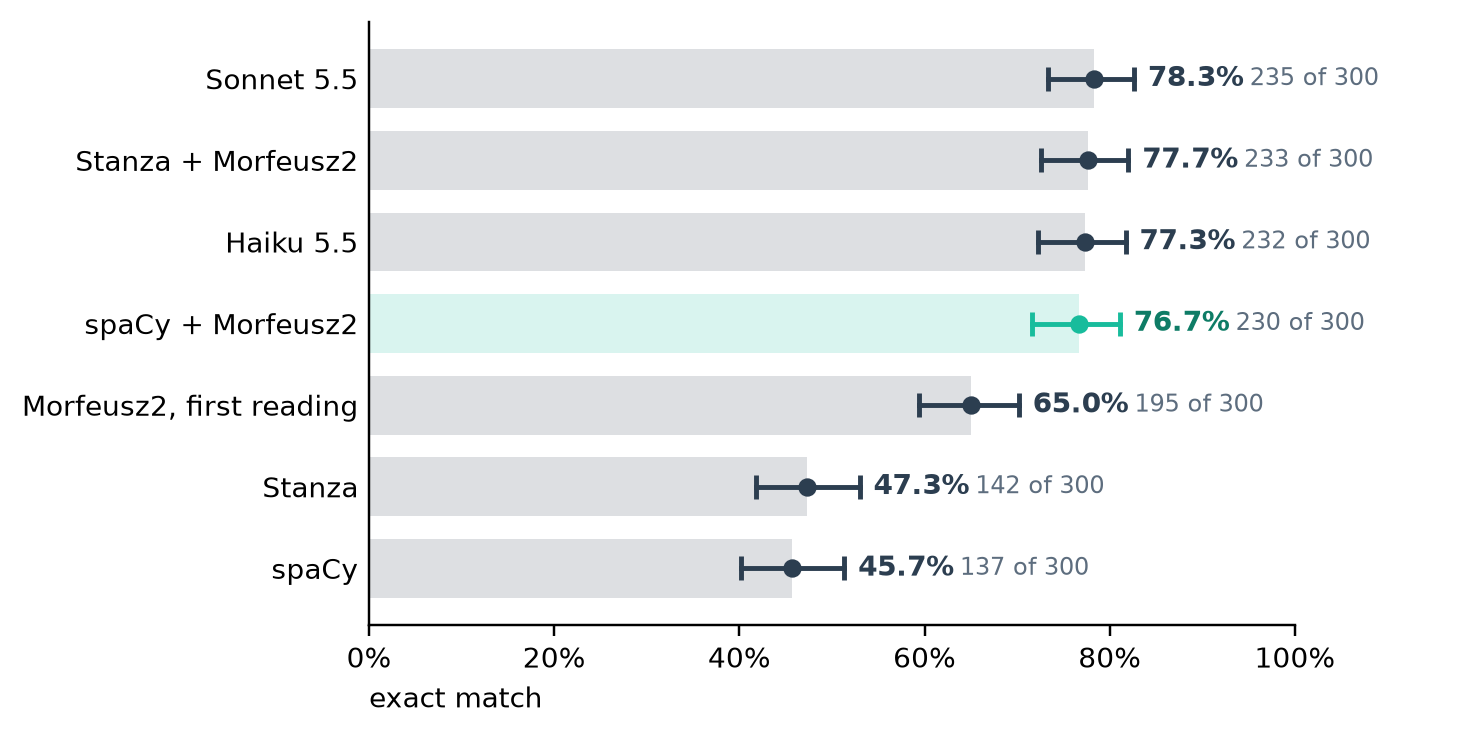 Sonnet 5.5 78.3% 235 of 300
Stanza + Morfeusz2 77.7% 233 of 300
Haiku 5.5 77.3% 232 of 300
spaCy + Morfeusz2 76.7% 230 of 300
Morfeusz2, first reading 65.0% 195 of 300
Stanza 47.3% 142 of 300
spaCy 45.7% 137 of 300
0% 20% 40% 60% 80% 100%
exact match